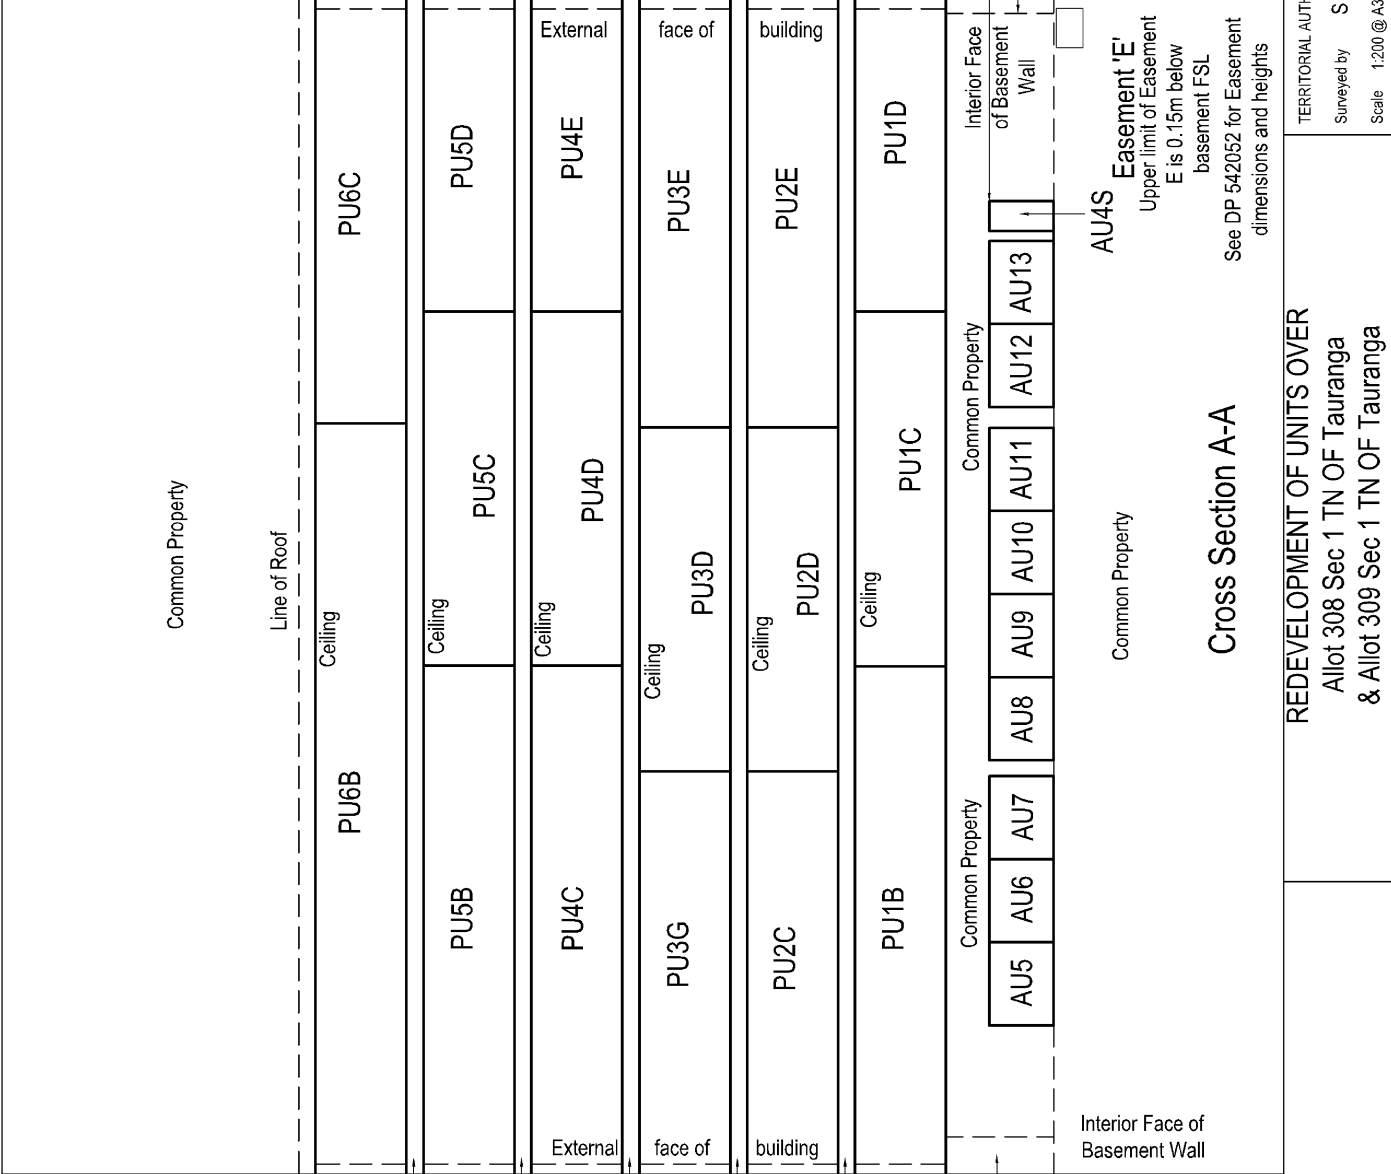 Common Property
Line of Roof
PU6B
Ceiling
PU6C
PU5B
Ceiling
PU5C
PU5D
PU4C
Ceiling
PU4D
PU4E
PU3G
Ceiling
PU3D
PU3E
PU2C
Ceiling
PU2D
PU2E
PU1B
Ceiling
PU1C
PU1D
External face of building
External face of building
Common Property
Common Property
Interior Face
of Basement
Wall
AU5
AU6
AU7
AU8
AU9
AU10
AU11
AU12
AU13
AU4S
Easement 'E'
Upper limit of Easement
E is 0.15m below
basement FSL
See DP 542052 for Easement
dimensions and heights
Interior Face of
Basement Wall
Common Property
Cross Section A-A
REDEVELOPMENT OF UNITS OVER
Allot 308 Sec 1 TN OF Tauranga
& Allot 309 Sec 1 TN OF Tauranga
TERRITORIAL
Surveyed by S
Scale 1:200 @ A3